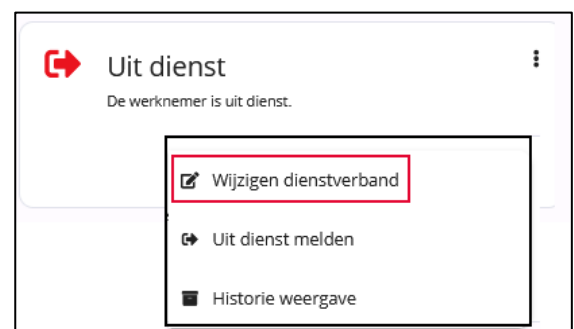 Uit dienst
De werknemer is uit dienst.
Wijzigen dienstverband
Uit dienst melden
Historie weergave